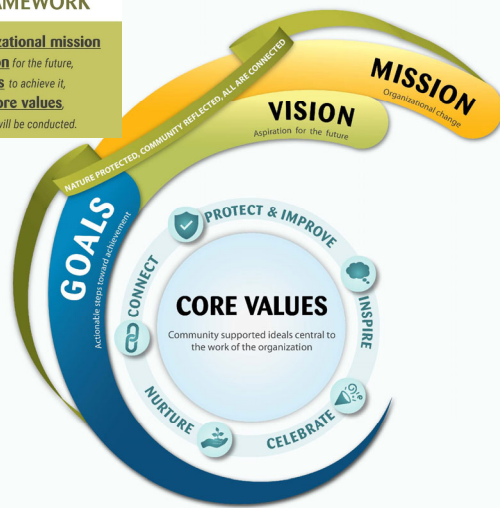 AMEWORK
zational mission
on for the future,
s to achieve it,
ore values,
will be conducted.
NATURE PROTECTED, COMMUNITY REFLECTED, ALL ARE CONNECTED
MISSION
Organizational change
VISION
Aspiration for the future
GOALS
Actionable steps toward achievement
PROTECT & IMPROVE
INSPIRE
CELEBRATE
NURTURE
CONNECT
CORE VALUES
Community supported ideals central to
the work of the organization